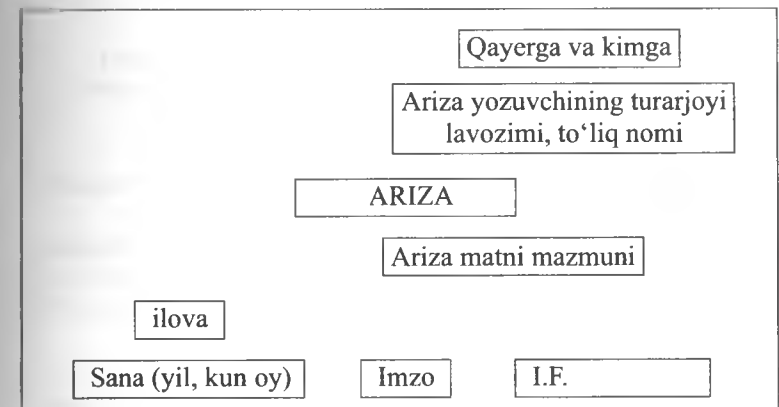 Qayerga va kimga
Ariza yozuvchining turarjoyi
lavozimi, to‘liq nomi
ARIZA
Ariza matni mazmuni
ilova
Sana (yil, kun oy) Imzo I.F.